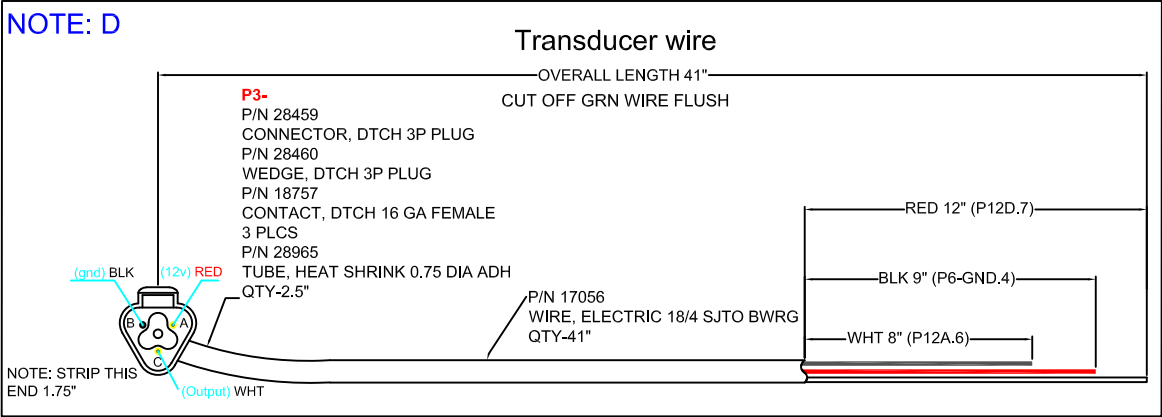 NOTE: D
Transducer wire
OVERALL LENGTH 41"
CUT OFF GRN WIRE FLUSH
P3-
P/N 28459
CONNECTOR, DTCH 3P PLUG
P/N 28460
WEDGE, DTCH 3P PLUG
P/N 18757
CONTACT, DTCH 16 GA FEMALE
3 PLCS
P/N 28965
TUBE, HEAT SHRINK 0.75 DIA ADH
QTY-2.5"
(gnd) BLK
(12v) RED
B
A
C
(Output) WHT
NOTE: STRIP THIS
END 1.75"
P/N 17056
WIRE, ELECTRIC 18/4 SJTO BWRG
QTY-41"
RED 12" (P12D.7)
BLK 9" (P6-GND.4)
WHT 8" (P12A.6)